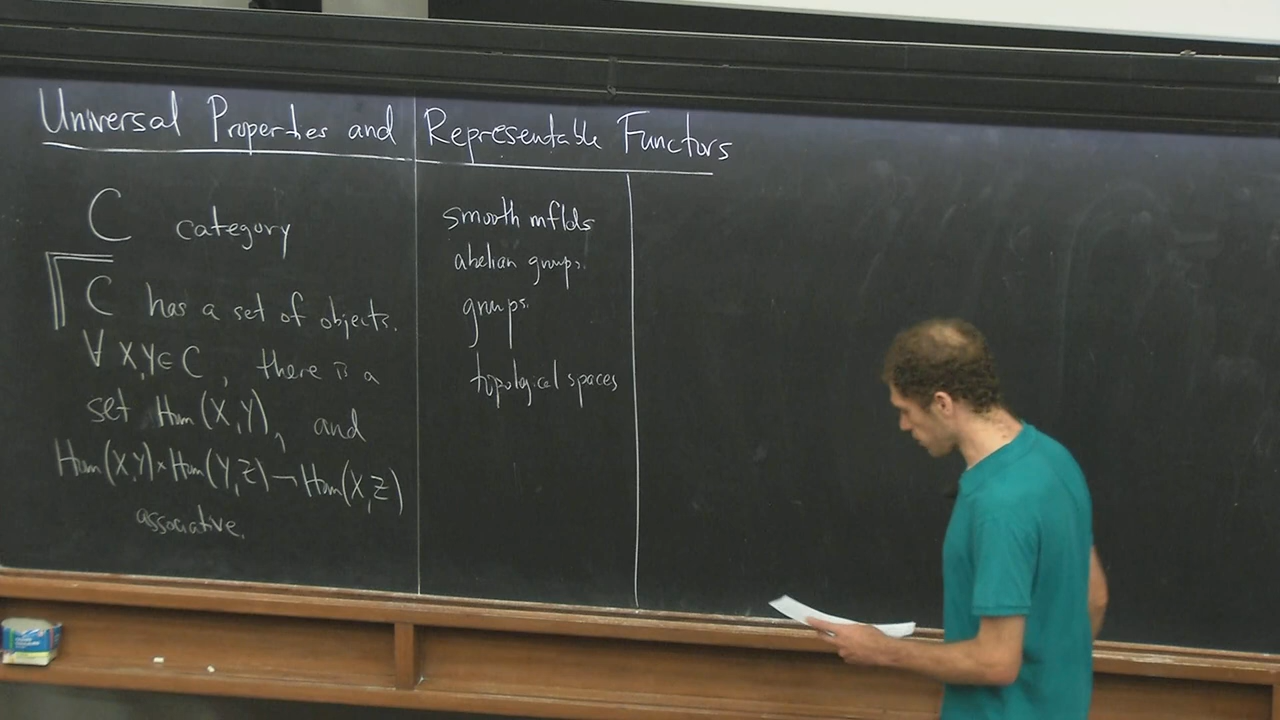 Universal Properties and Representable Functors
C category
C has a set of objects.
∀ X,Y∈C, there is a
set Hom(X,Y), and
Hom(X,Y)×Hom(Y,Z)→Hom(X,Z)
associative.
smooth mflds
abelian groups.
groups.
topological spaces